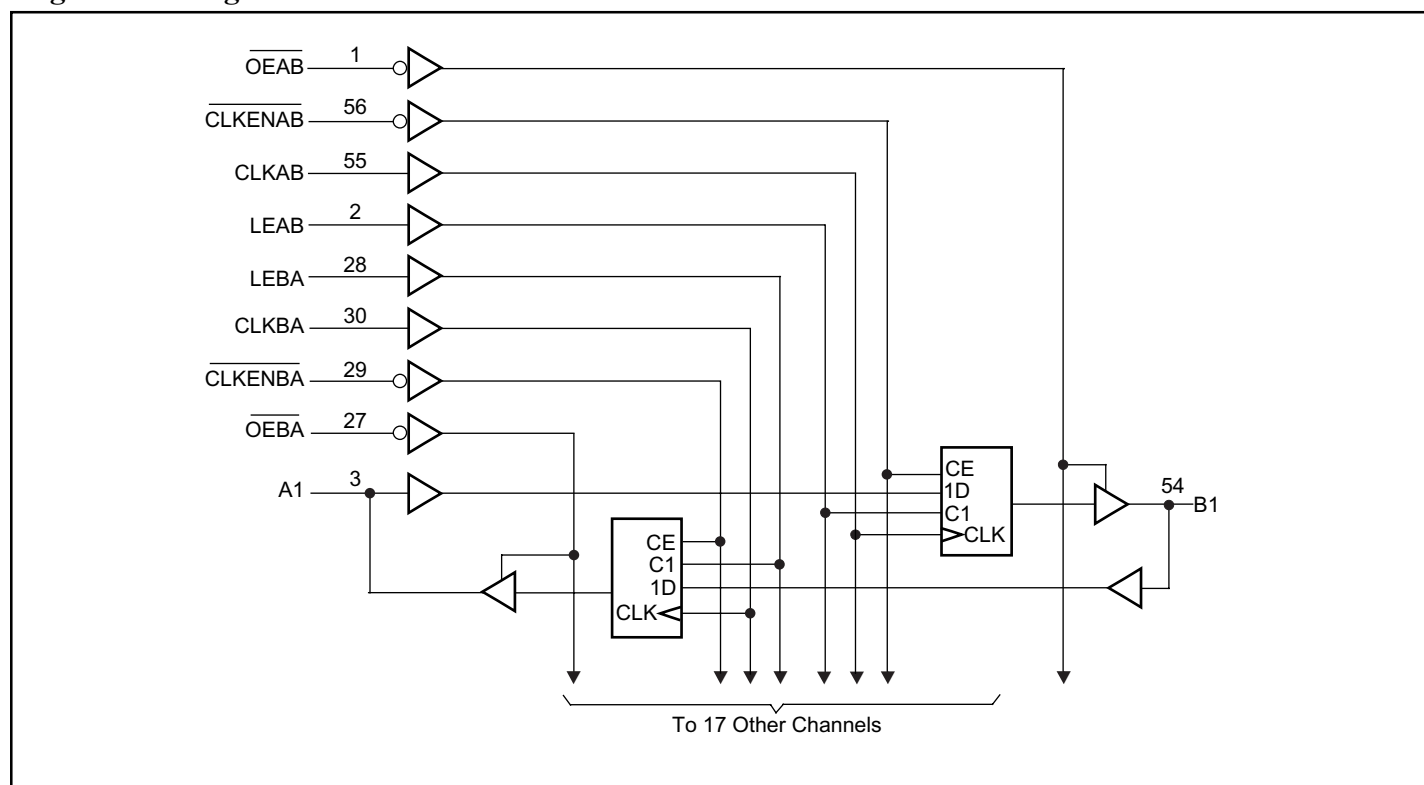 OEAB 1
CLKENAB 56
CLKAB 55
LEAB 2
LEBA 28
CLKBA 30
CLKENBA 29
OEBA 27
A1 3
CE
1D
C1
CLK
54
B1
CE
C1
1D
CLK
To 17 Other Channels